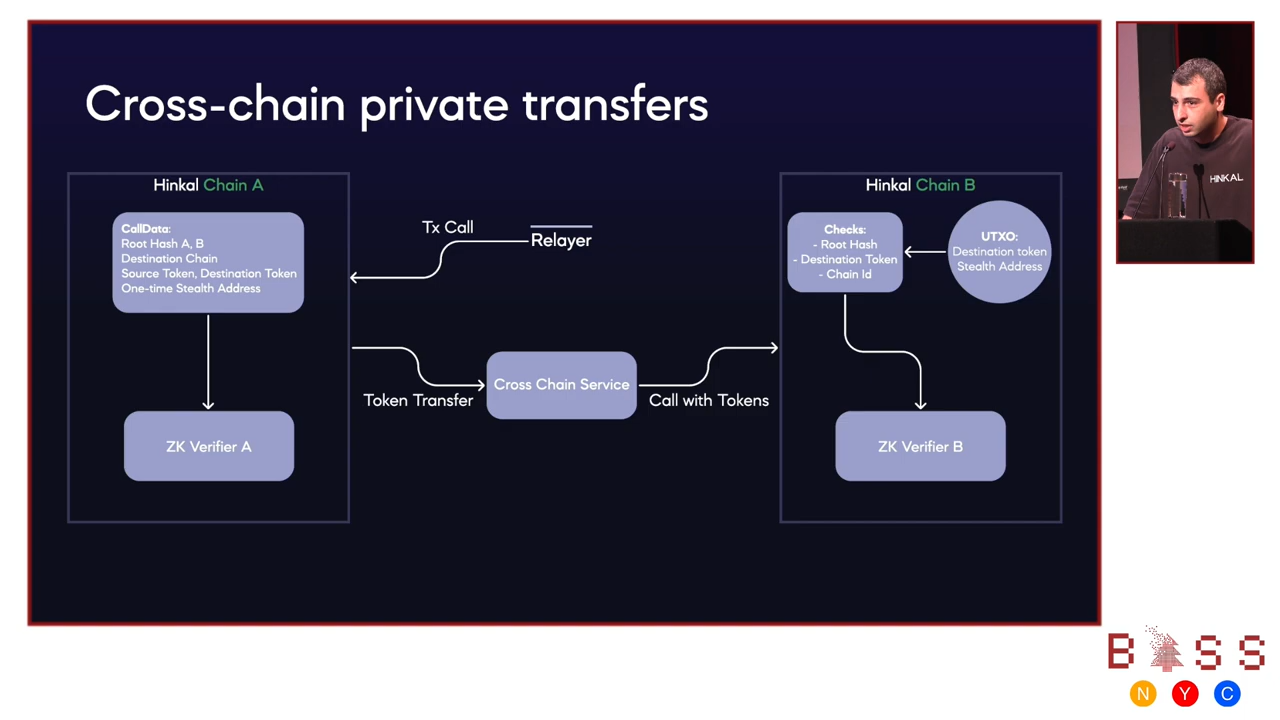 Cross-chain private transfers
Hinkal Chain A
CallData:
Root Hash A, B
Destination Chain
Source Token, Destination Token
One-time Stealth Address
ZK Verifier A
Tx Call
Relayer
Token Transfer
Cross Chain Service
Call with Tokens
Hinkal Chain B
Checks:
- Root Hash
- Destination Token
- Chain Id
UTXO:
Destination token
Stealth Address
ZK Verifier B
HINKAL
B A S S
N Y C